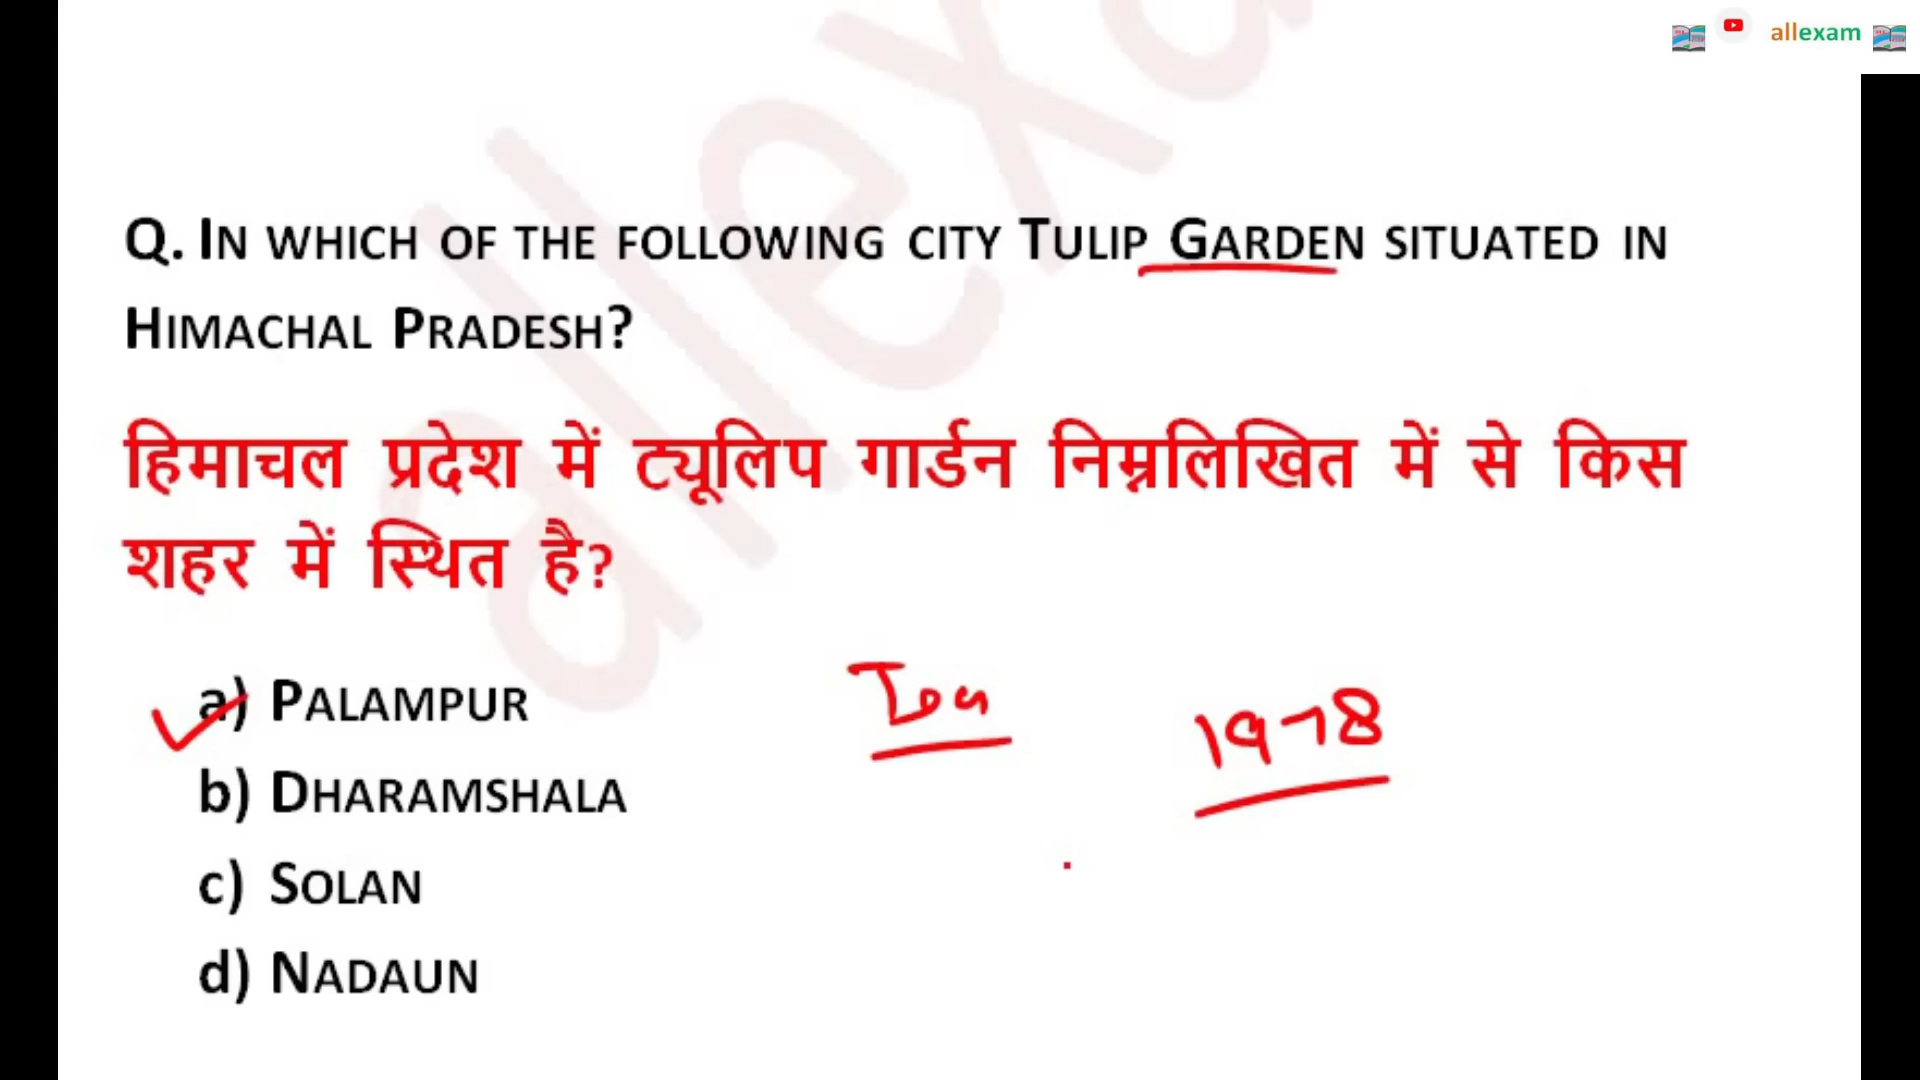 allexam
Q. In which of the following city Tulip Garden situated in
Himachal Pradesh?
हिमाचल प्रदेश में ट्यूलिप गार्डन निम्नलिखित में से किस
शहर में स्थित है?
a) Palampur
b) Dharamshala
c) Solan
d) Nadaun
1978
allexa